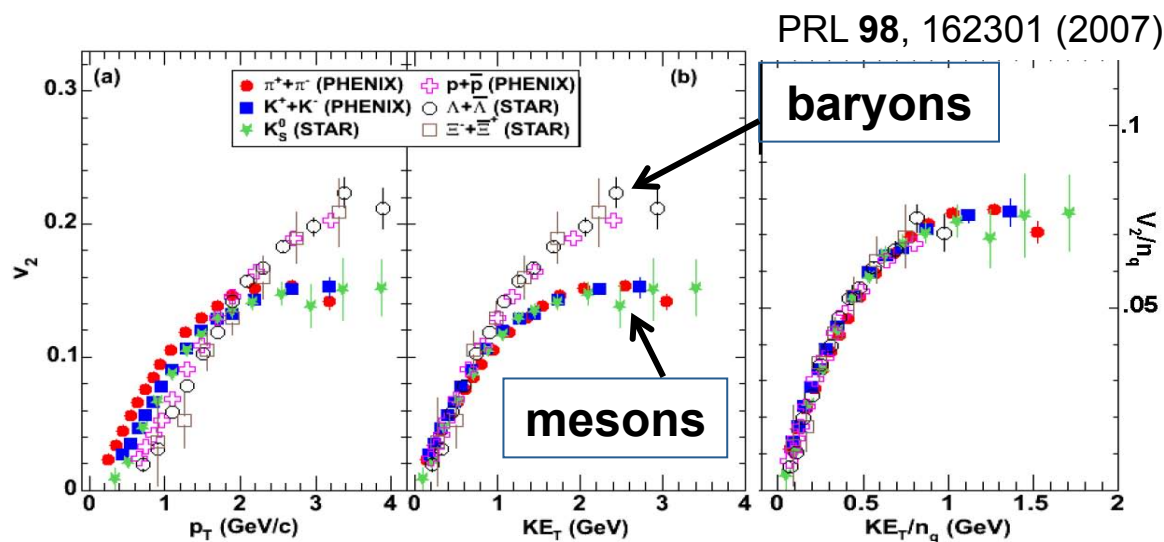 PRL 98, 162301 (2007)
(a)
(b)
π⁺+π⁻ (PHENIX)
K⁺+K⁻ (PHENIX)
K⁰_S (STAR)
p+p̅ (PHENIX)
Λ+Λ̅ (STAR)
Ξ⁻+Ξ̅⁺ (STAR)
baryons
mesons
v₂
0.3
0.2
0.1
0
0 1 2 3 4
p_T (GeV/c)
0 1 2 3 4
KE_T (GeV)
0 0.5 1 1.5 2
KE_T/n_q (GeV)
.1
.05
V₂/n_q